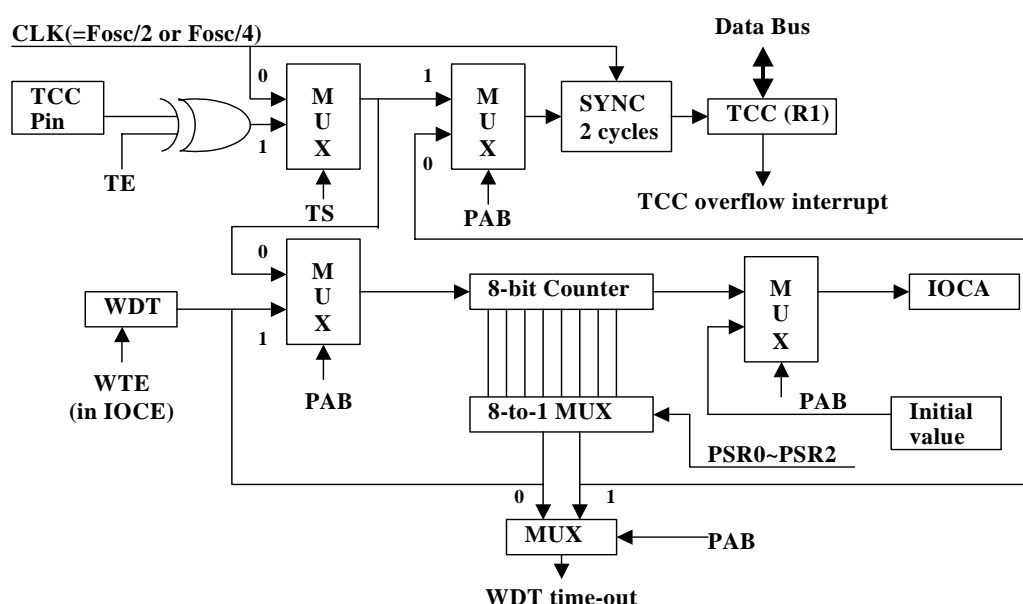 CLK(=Fosc/2 or Fosc/4)
Data Bus
0
1
TCC
Pin
M
U
X
M
U
X
SYNC
2 cycles
TCC (R1)
1
0
TE
TS
PAB
TCC overflow interrupt
0
M
U
X
8-bit Counter
M
U
X
IOCA
WDT
1
WTE
(in IOCE)
PAB
8-to-1 MUX
PAB
Initial
value
PSR0~PSR2
0
1
MUX
PAB
WDT time-out